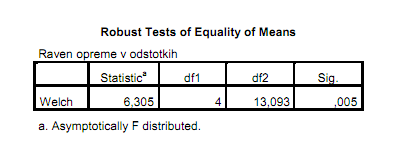 Robust Tests of Equality of Means
Raven opreme v odstotkih
Statistic^a df1 df2 Sig.
Welch 6,305 4 13,093 ,005
a. Asymptotically F distributed.